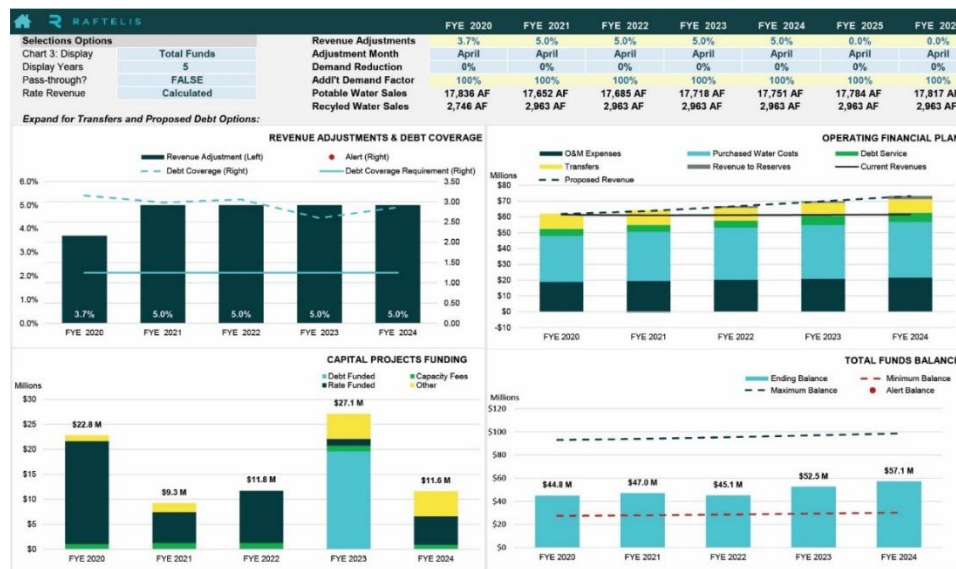 RAFTELIS
FYE 2020 FYE 2021 FYE 2022 FYE 2023 FYE 2024 FYE 2025
Selections Options Revenue Adjustments 3.7% 5.0% 5.0% 5.0% 5.0% 0.0% 0.0%
Chart 3: Display Total Funds Adjustment Month April April April April April April April
Display Years 5 Demand Reduction 0% 0% 0% 0% 0% 0% 0%
Pass-through? FALSE Addl't Demand Factor 100% 100% 100% 100% 100% 100% 100%
Rate Revenue Calculated Potable Water Sales 17,836 AF 17,652 AF 17,685 AF 17,718 AF 17,751 AF 17,784 AF 17,817 AF
Recyled Water Sales 2,746 AF 2,963 AF 2,963 AF 2,963 AF 2,963 AF 2,963 AF 2,963 AF
Expand for Transfers and Proposed Debt Options:
REVENUE ADJUSTMENTS & DEBT COVERAGE
Revenue Adjustment (Left) Alert (Right)
Debt Coverage (Right) Debt Coverage Requirement (Right)
6.0% 3.50
5.0% 3.00
4.0% 2.50
2.00
3.0% 1.50
2.0% 1.00
1.0% 0.50
0.0% 0.00
3.7% 5.0% 5.0% 5.0% 5.0%
FYE 2020 FYE 2021 FYE 2022 FYE 2023 FYE 2024
OPERATING FINANCIAL PLAN
O&M Expenses Purchased Water Costs Debt Service
Transfers Revenue to Reserves Current Revenues
Proposed Revenue
Millions
$80
$70
$60
$50
$40
$30
$20
$10
$0
-$10
FYE 2020 FYE 2021 FYE 2022 FYE 2023 FYE 2024
CAPITAL PROJECTS FUNDING
Debt Funded Capacity Fees
Rate Funded Other
Millions
$30
$25
$20
$15
$10
$5
$0
$22.8 M $9.3 M $11.8 M $27.1 M $11.6 M
FYE 2020 FYE 2021 FYE 2022 FYE 2023 FYE 2024
TOTAL FUNDS BALANCE
Ending Balance Minimum Balance
Maximum Balance Alert Balance
Millions
$120
$100
$80
$60
$40
$20
$0
$44.8 M $47.0 M $45.1 M $52.5 M $57.1 M
FYE 2020 FYE 2021 FYE 2022 FYE 2023 FYE 2024